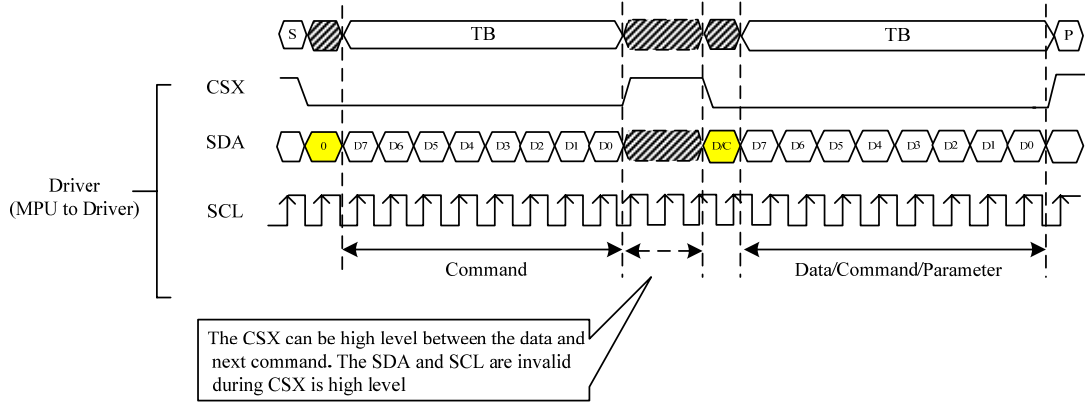 S TB TB P
CSX
SDA 0 D7 D6 D5 D4 D3 D2 D1 D0 D/C D7 D6 D5 D4 D3 D2 D1 D0
Driver
(MPU to Driver)
SCL
Command Data/Command/Parameter
The CSX can be high level between the data and
next command. The SDA and SCL are invalid
during CSX is high level